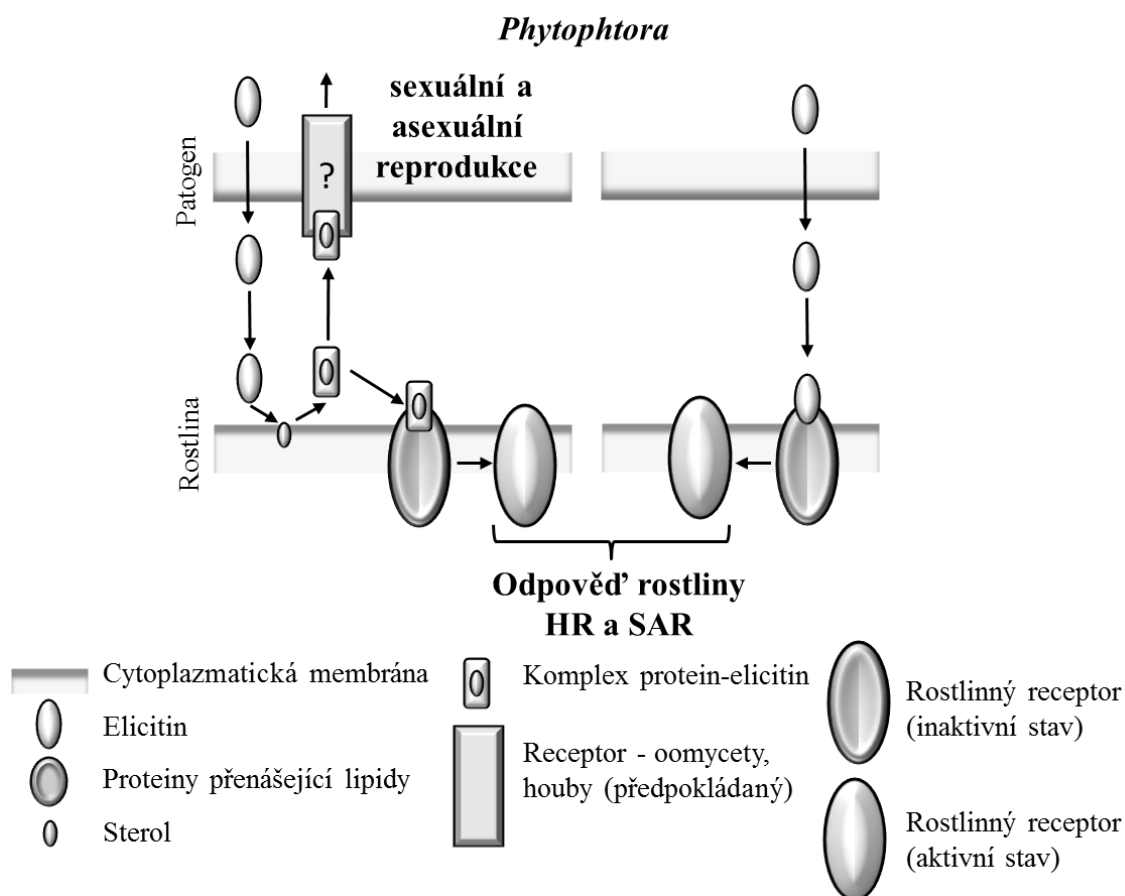 Phytophtora
sexuální a
asexuální
reprodukce
Patogen
?
Rostlina
Odpověď rostliny
HR a SAR
Cytoplazmatická membrána
Elicitin
Proteiny přenášející lipidy
Sterol
Komplex protein-elicitin
Receptor - oomycety,
houby (předpokládaný)
Rostlinný receptor
(inaktivní stav)
Rostlinný receptor
(aktivní stav)